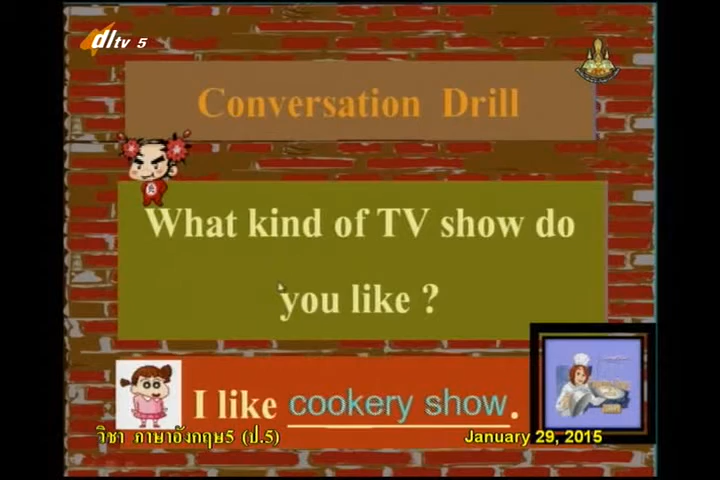 dltv 5
Conversation Drill
What kind of TV show do
you like ?
I like cookery show.
วิชา ภาษาอังกฤษ5 (ป.5)
January 29, 2015